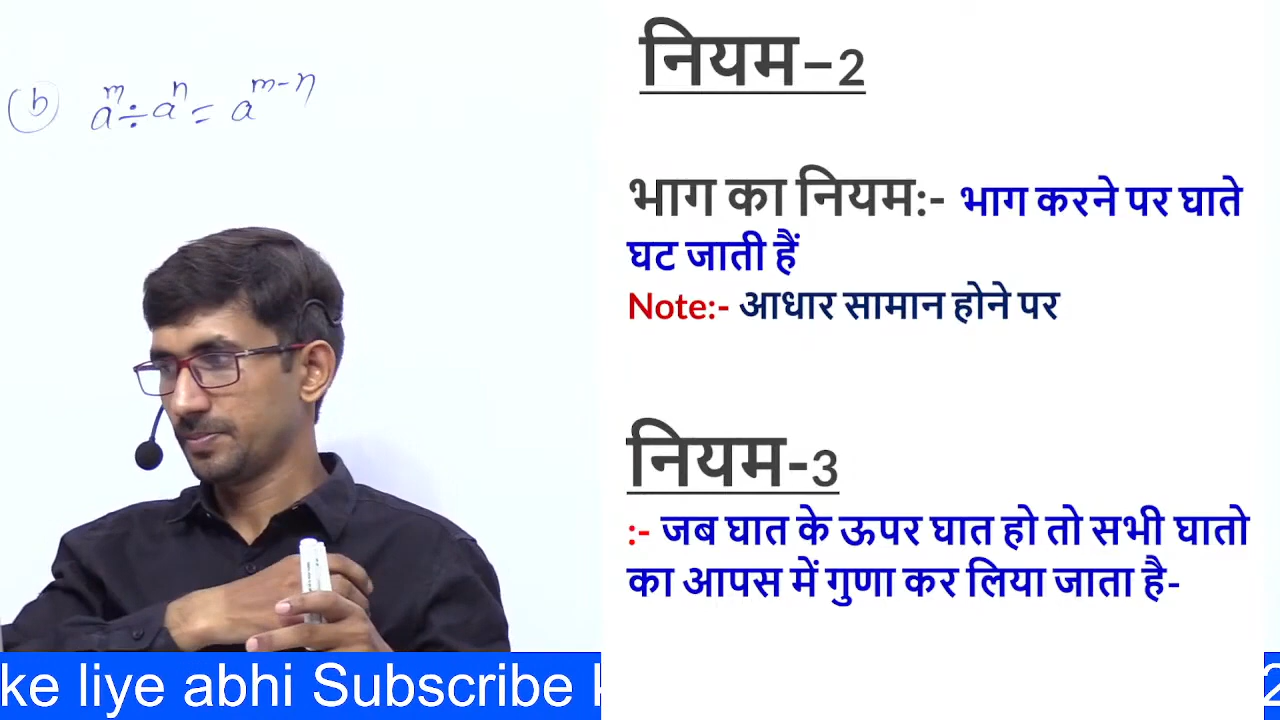 (b) aᵐ ÷ aⁿ = aᵐ⁻ⁿ
नियम–2
भाग का नियम:- भाग करने पर घाते
घट जाती हैं
Note:- आधार सामान होने पर
नियम-3
:- जब घात के ऊपर घात हो तो सभी घातो
का आपस में गुणा कर लिया जाता है-
ke liye abhi Subscribe